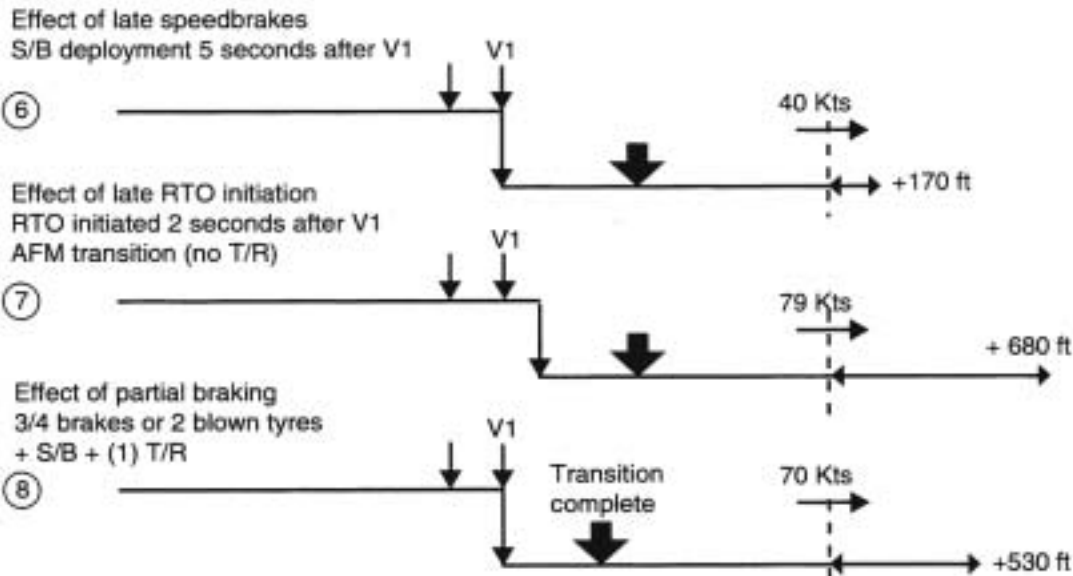 Effect of late speedbrakes
S/B deployment 5 seconds after V1
V1
6
40 Kts
+170 ft
Effect of late RTO initiation
RTO initiated 2 seconds after V1
AFM transition (no T/R)
V1
7
79 Kts
+ 680 ft
Effect of partial braking
3/4 brakes or 2 blown tyres
+ S/B + (1) T/R
V1
8
Transition
complete
70 Kts
+530 ft